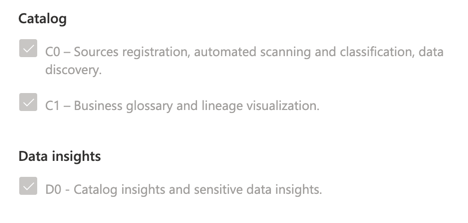 Catalog
C0 – Sources registration, automated scanning and classification, data
discovery.
C1 – Business glossary and lineage visualization.
Data insights
D0 - Catalog insights and sensitive data insights.